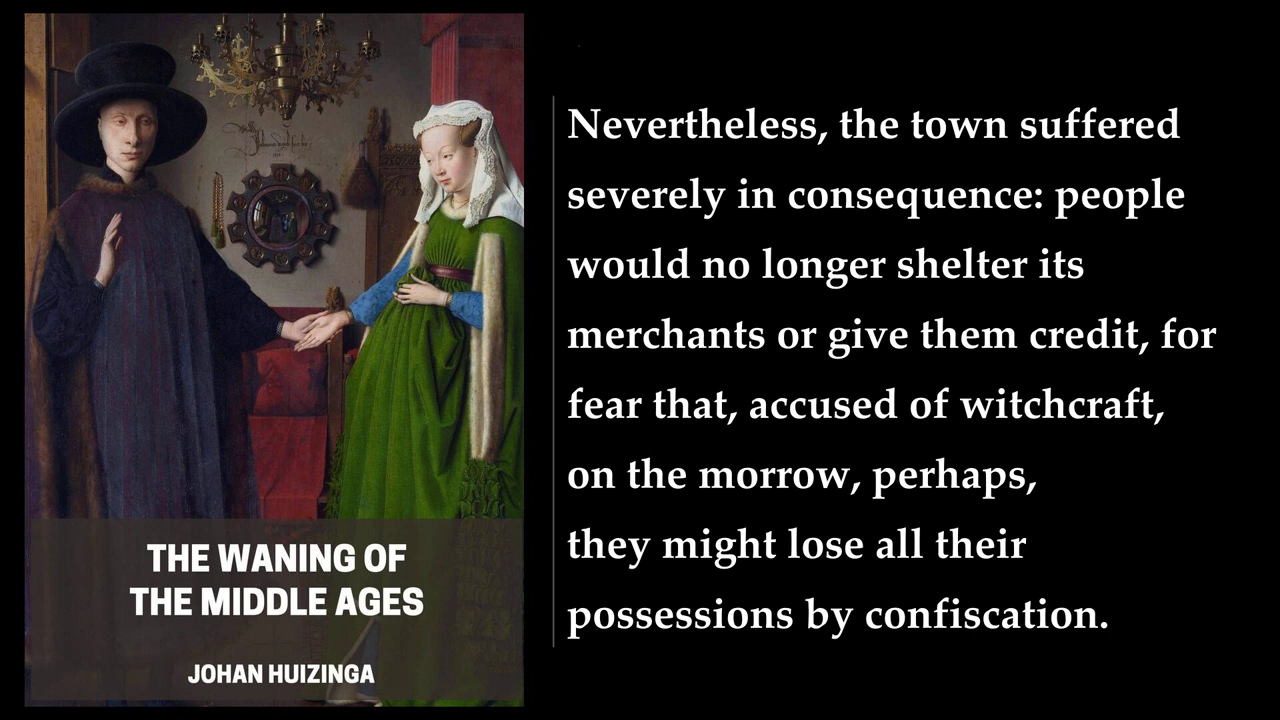 THE WANING OF
THE MIDDLE AGES
JOHAN HUIZINGA
Nevertheless, the town suffered
severely in consequence: people
would no longer shelter its
merchants or give them credit, for
fear that, accused of witchcraft,
on the morrow, perhaps,
they might lose all their
possessions by confiscation.